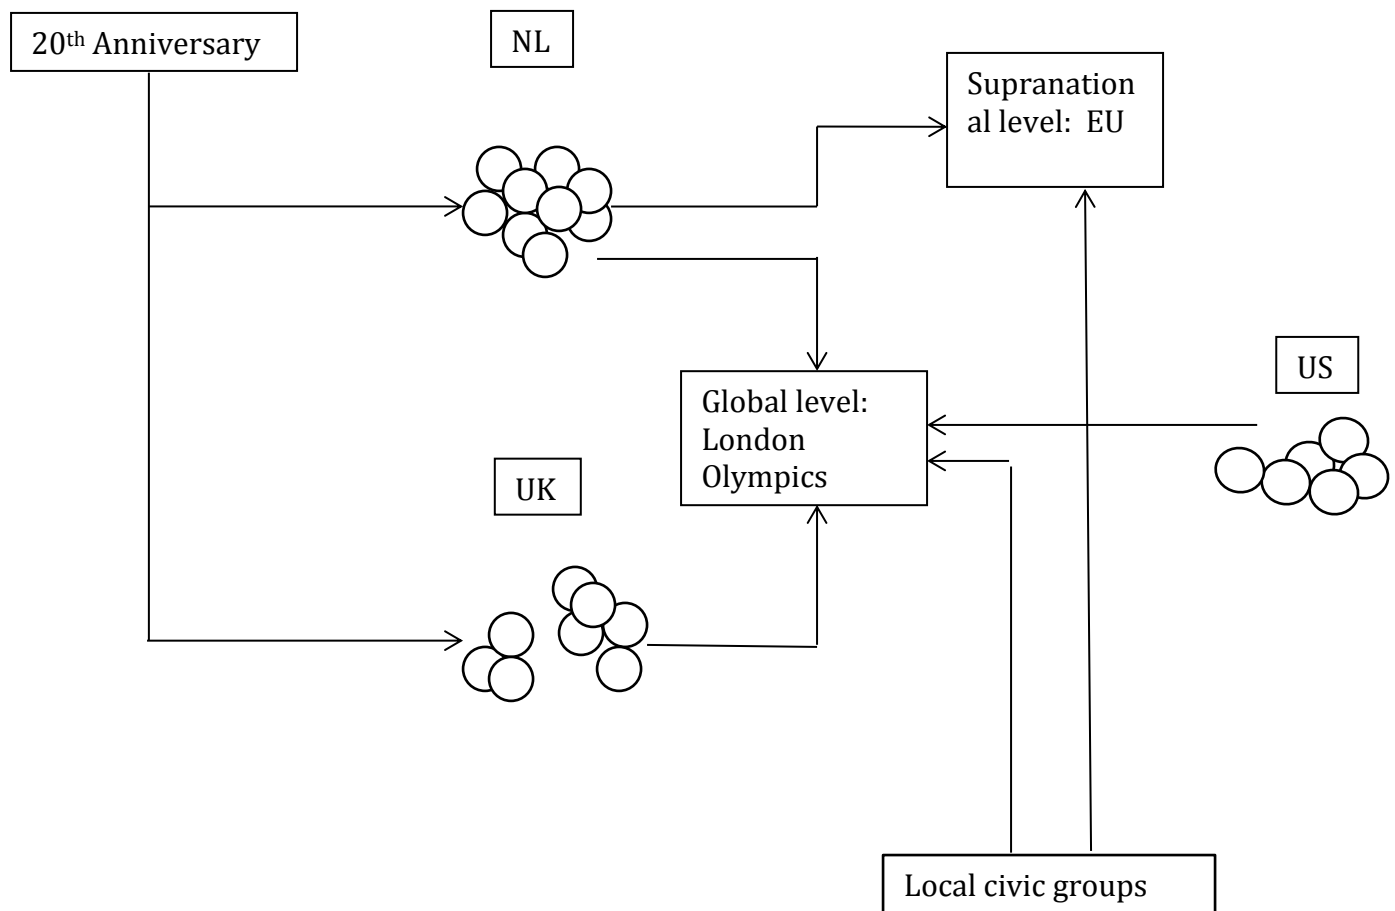 20th Anniversary
NL
Supranation
al level:  EU
US
Global level:
London
Olympics
UK
Local civic groups